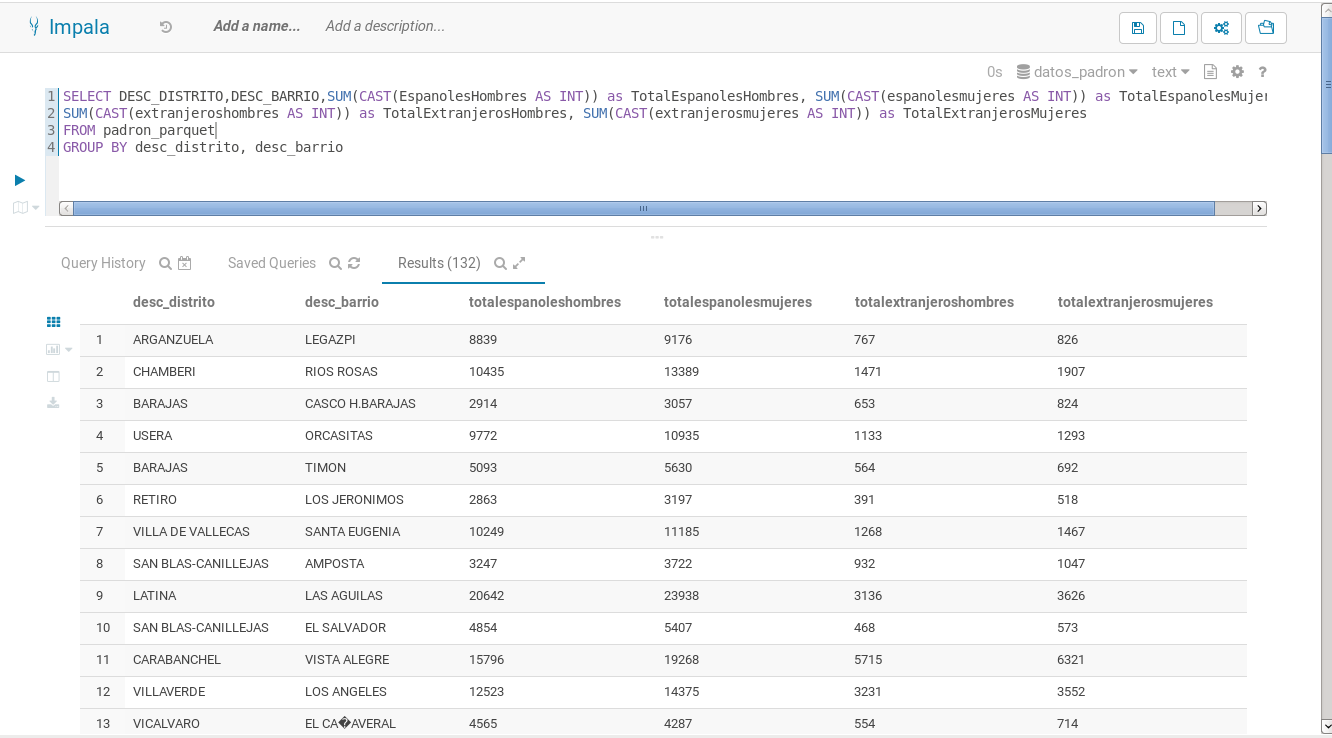 Impala Add a name... Add a description...
0s datos_padron text ?
1 SELECT DESC_DISTRITO,DESC_BARRIO,SUM(CAST(EspanolesHombres AS INT)) as TotalEspanolesHombres, SUM(CAST(espanolesmujeres AS INT)) as TotalEspanolesMujer
2 SUM(CAST(extranjeroshombres AS INT)) as TotalExtranjerosHombres, SUM(CAST(extranjerosmujeres AS INT)) as TotalExtranjerosMujeres
3 FROM padron_parquet
4 GROUP BY desc_distrito, desc_barrio
Query History Saved Queries Results (132)
desc_distrito desc_barrio totalespanoleshombres totalespanolesmujeres totalextranjeroshombres totalextranjerosmujeres
1 ARGANZUELA LEGAZPI 8839 9176 767 826
2 CHAMBERI RIOS ROSAS 10435 13389 1471 1907
3 BARAJAS CASCO H.BARAJAS 2914 3057 653 824
4 USERA ORCASITAS 9772 10935 1133 1293
5 BARAJAS TIMON 5093 5630 564 692
6 RETIRO LOS JERONIMOS 2863 3197 391 518
7 VILLA DE VALLECAS SANTA EUGENIA 10249 11185 1268 1467
8 SAN BLAS-CANILLEJAS AMPOSTA 3247 3722 932 1047
9 LATINA LAS AGUILAS 20642 23938 3136 3626
10 SAN BLAS-CANILLEJAS EL SALVADOR 4854 5407 468 573
11 CARABANCHEL VISTA ALEGRE 15796 19268 5715 6321
12 VILLAVERDE LOS ANGELES 12523 14375 3231 3552
13 VICALVARO EL CA�AVERAL 4565 4287 554 714